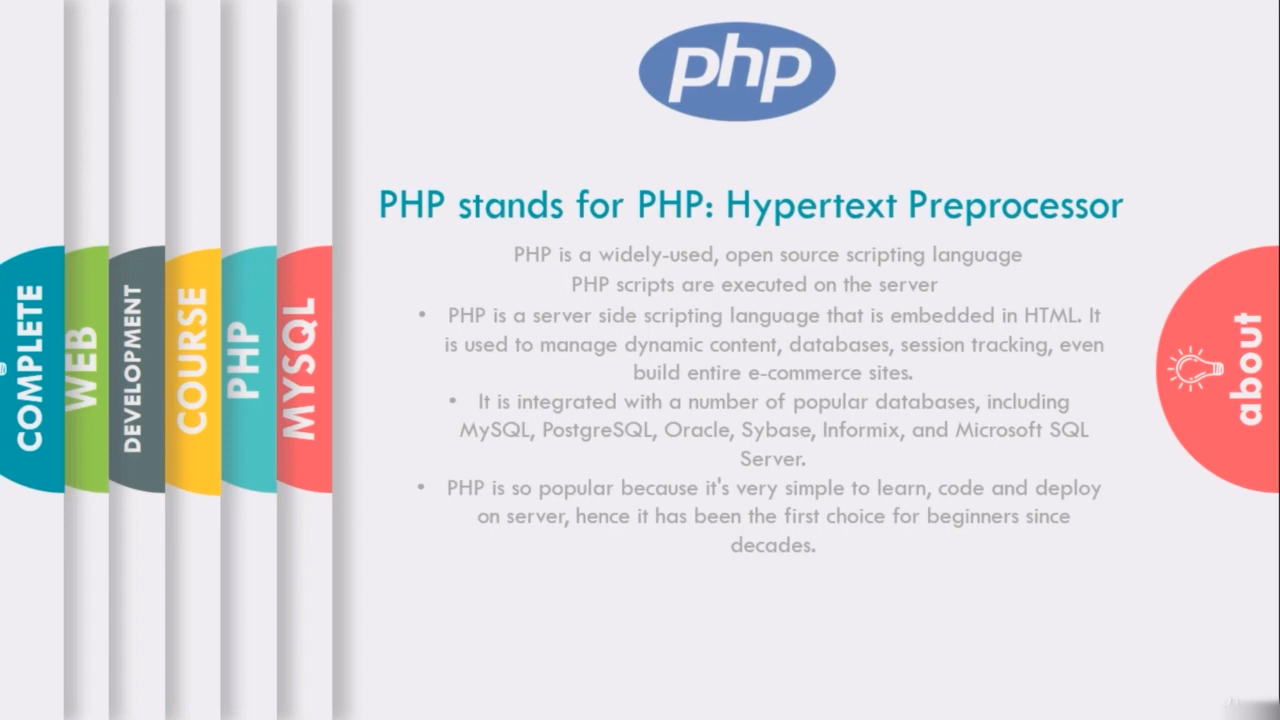 php
PHP stands for PHP: Hypertext Preprocessor
PHP is a widely-used, open source scripting language
PHP scripts are executed on the server
• PHP is a server side scripting language that is embedded in HTML. It
is used to manage dynamic content, databases, session tracking, even
build entire e-commerce sites.
• It is integrated with a number of popular databases, including
MySQL, PostgreSQL, Oracle, Sybase, Informix, and Microsoft SQL
Server.
• PHP is so popular because it's very simple to learn, code and deploy
on server, hence it has been the first choice for beginners since
decades.
COMPLETE
WEB
DEVELOPMENT
COURSE
PHP
MYSQL
about